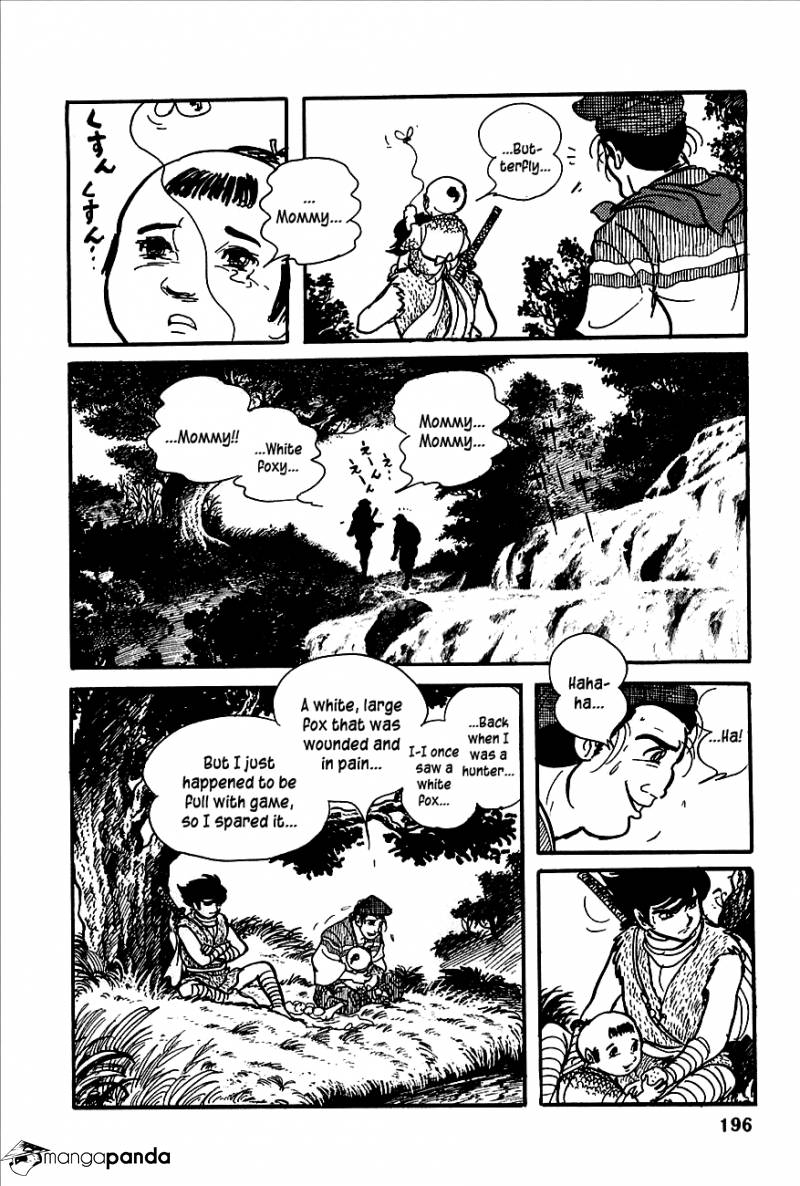 ...But-
terfly...
...
Mommy...
くすん
くすん...
Mommy...
Mommy...
え...
えーん
えーん
...White
foxy...
...Mommy!!
Haha-
ha...
...Ha!
...Back
when I
was a
hunter...
I-I once
saw a
white
fox...
A white, large
fox that was
wounded and
in pain...
But I just
happened to be
full with game,
so I spared it...
196
mangapanda